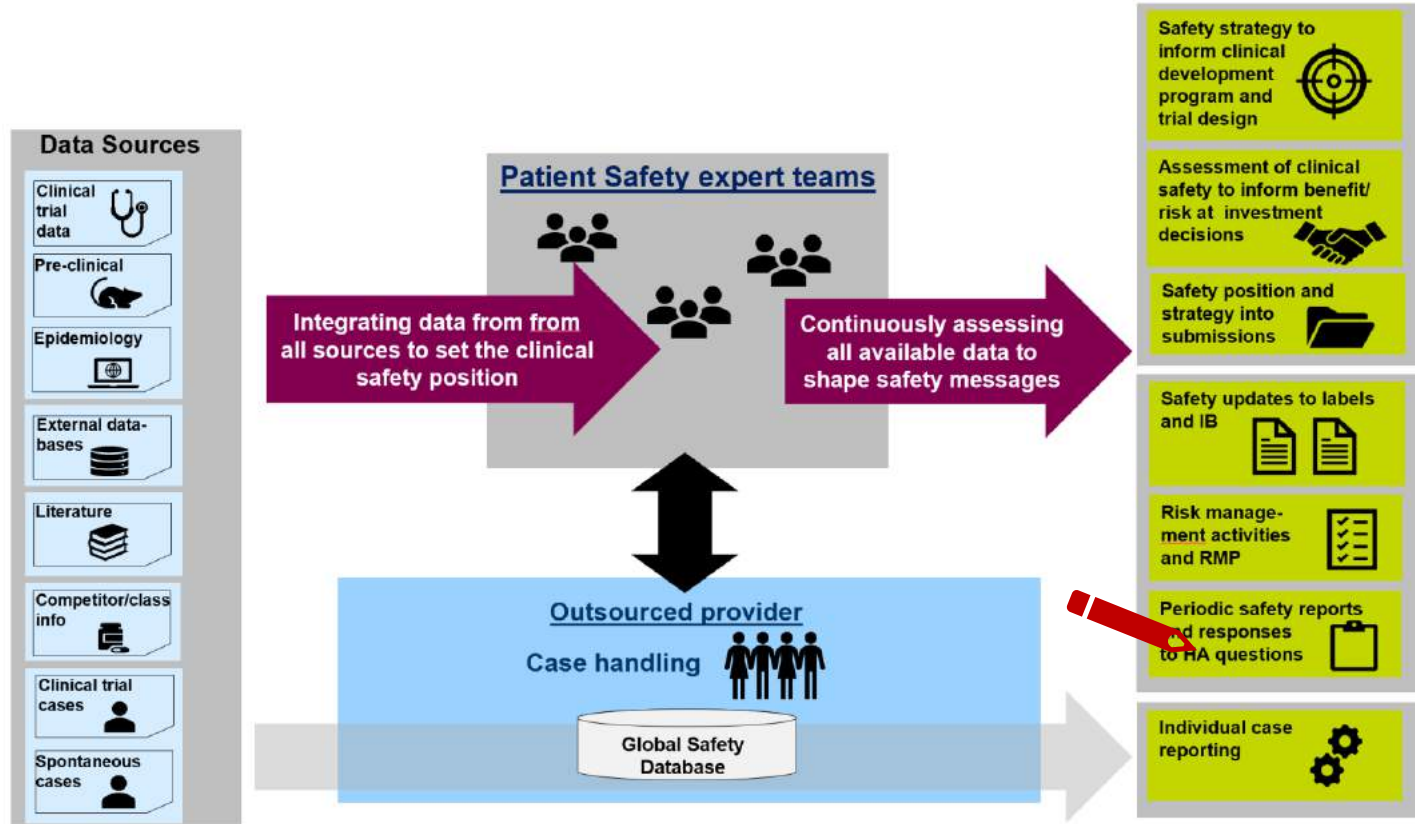 Data Sources
Clinical
trial
data
Pre-clinical
Epidemiology
External data-
bases
Literature
Competitor/class
info
Clinical trial
cases
Spontaneous
cases
Patient Safety expert teams
Integrating data from from
all sources to set the clinical
safety position
Continuously assessing
all available data to
shape safety messages
Outsourced provider
Case handling
Global Safety
Database
Safety strategy to
inform clinical
development
program and
trial design
Assessment of clinical
safety to inform benefit/
risk at investment
decisions
Safety position and
strategy into
submissions
Safety updates to labels
and IB
Risk manage-
ment activities
and RMP
Periodic safety reports
and responses
to HA questions
Individual case
reporting